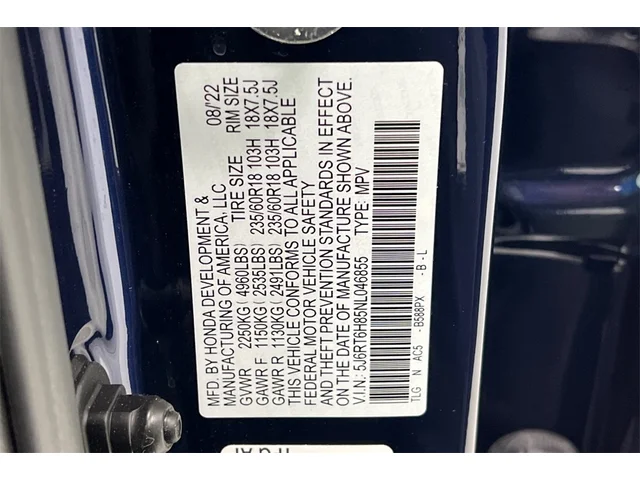 MFD. BY HONDA DEVELOPMENT & 08/22
MANUFACTURING OF AMERICA, LLC
TIRE SIZE RIM SIZE
GVWR 2250KG ( 4960LBS)
GAWR F 1150KG ( 2535LBS) 235/60R18 103H 18X7.5J
GAWR R 1130KG ( 2491LBS) 235/60R18 103H 18X7.5J
THIS VEHICLE CONFORMS TO ALL APPLICABLE
FEDERAL MOTOR VEHICLE SAFETY
AND THEFT PREVENTION STANDARDS IN EFFECT
ON THE DATE OF MANUFACTURE SHOWN ABOVE.
V.I.N.: 5J6RT6H85NL046855 TYPE: MPV
TLG N AC5 - B588PX - B - L